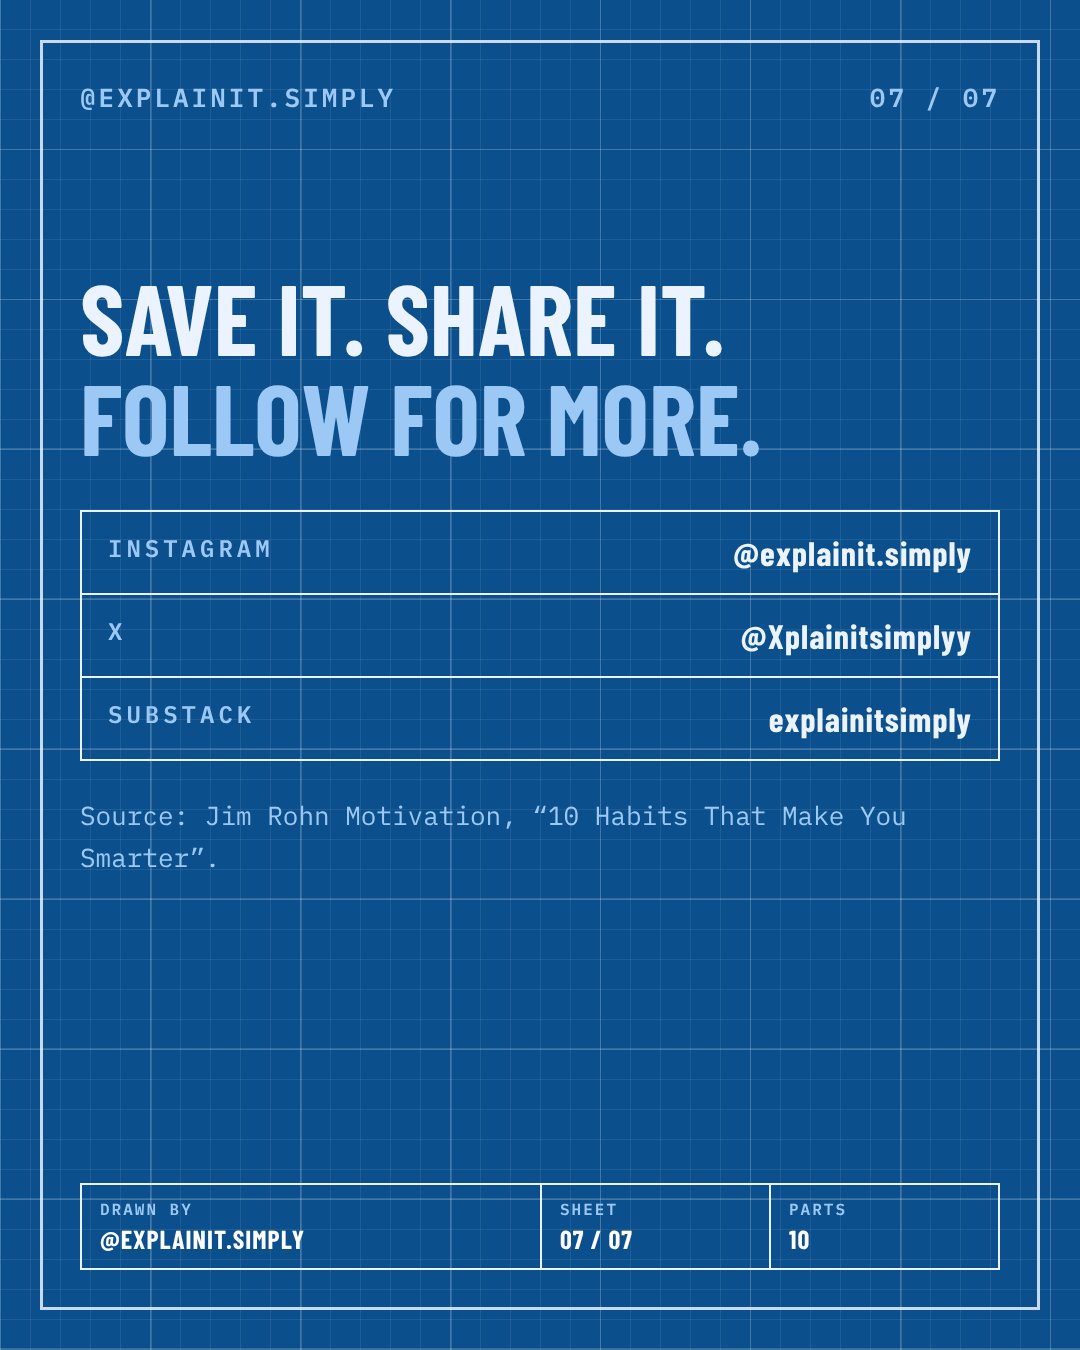 @EXPLAINIT.SIMPLY
07 / 07
SAVE IT. SHARE IT.
FOLLOW FOR MORE.
INSTAGRAM
@explainit.simply
X
@Xplainitsimplyy
SUBSTACK
explainitsimply
Source: Jim Rohn Motivation, “10 Habits That Make You
Smarter”.
DRAWN BY
@EXPLAINIT.SIMPLY
SHEET
07 / 07
PARTS
10